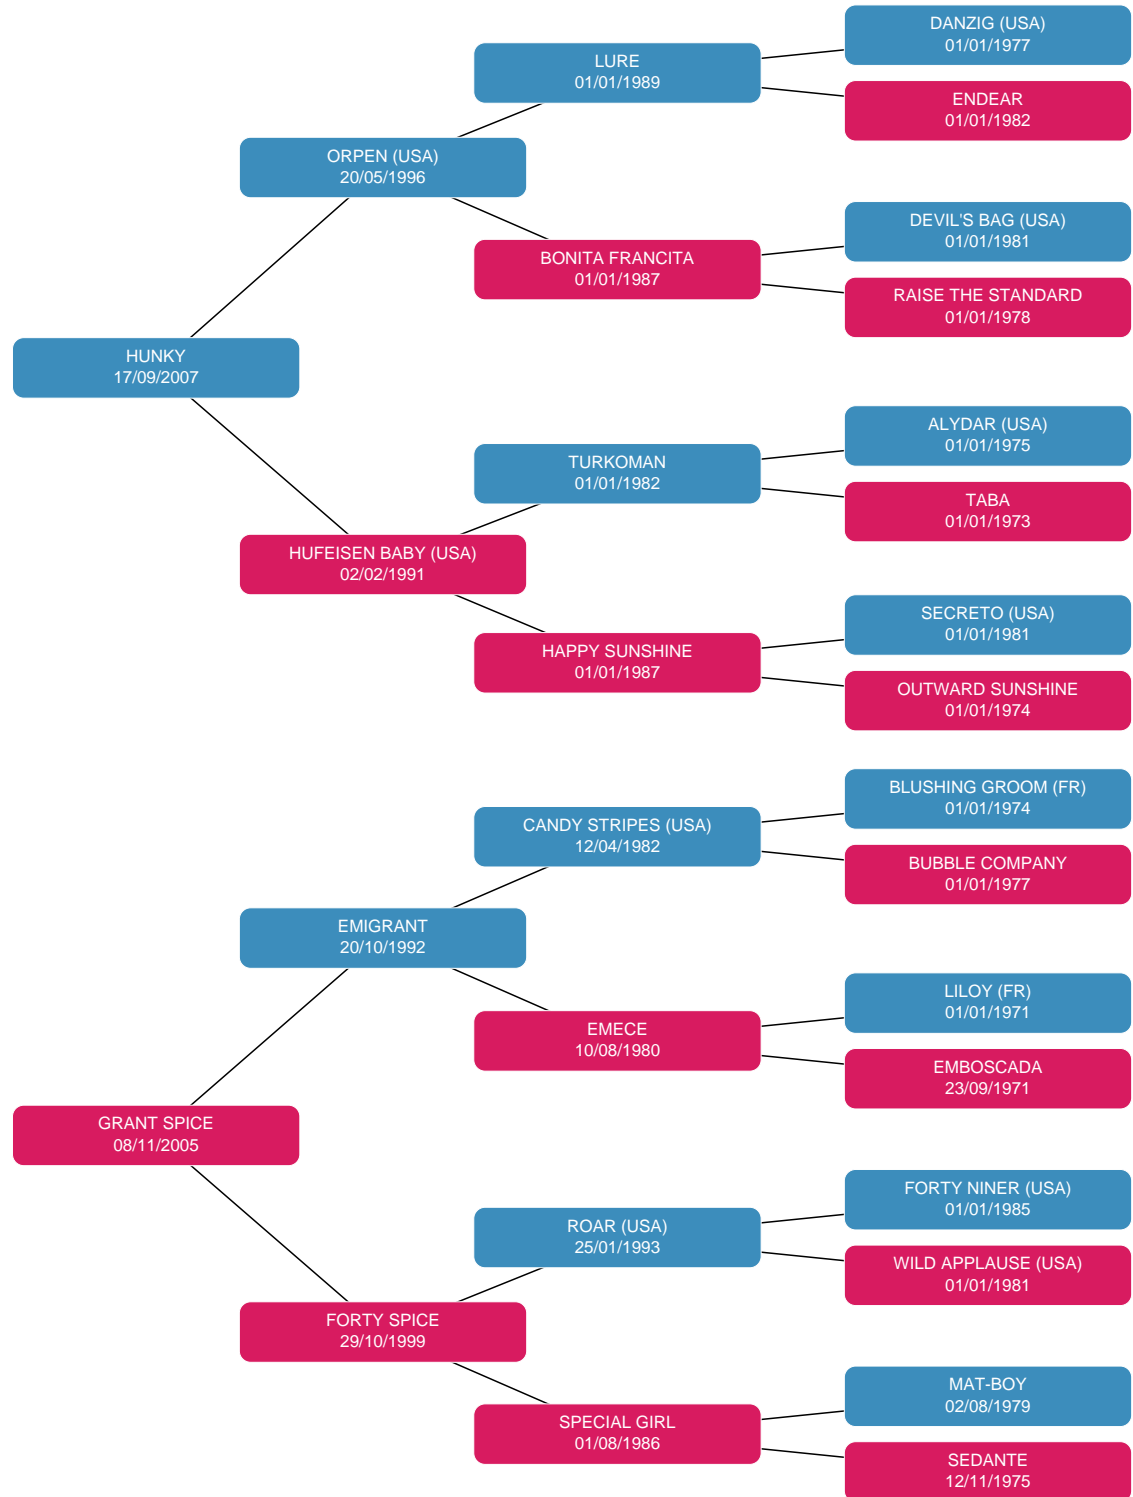 DANZIG (USA)
01/01/1977
LURE
01/01/1989
ENDEAR
01/01/1982
ORPEN (USA)
20/05/1996
DEVIL'S BAG (USA)
01/01/1981
BONITA FRANCITA
01/01/1987
RAISE THE STANDARD
01/01/1978
HUNKY
17/09/2007
ALYDAR (USA)
01/01/1975
TURKOMAN
01/01/1982
TABA
01/01/1973
HUFEISEN BABY (USA)
02/02/1991
SECRETO (USA)
01/01/1981
HAPPY SUNSHINE
01/01/1987
OUTWARD SUNSHINE
01/01/1974
BLUSHING GROOM (FR)
01/01/1974
CANDY STRIPES (USA)
12/04/1982
BUBBLE COMPANY
01/01/1977
EMIGRANT
20/10/1992
LILOY (FR)
01/01/1971
EMECE
10/08/1980
EMBOSCADA
23/09/1971
GRANT SPICE
08/11/2005
FORTY NINER (USA)
01/01/1985
ROAR (USA)
25/01/1993
WILD APPLAUSE (USA)
01/01/1981
FORTY SPICE
29/10/1999
MAT-BOY
02/08/1979
SPECIAL GIRL
01/08/1986
SEDANTE
12/11/1975